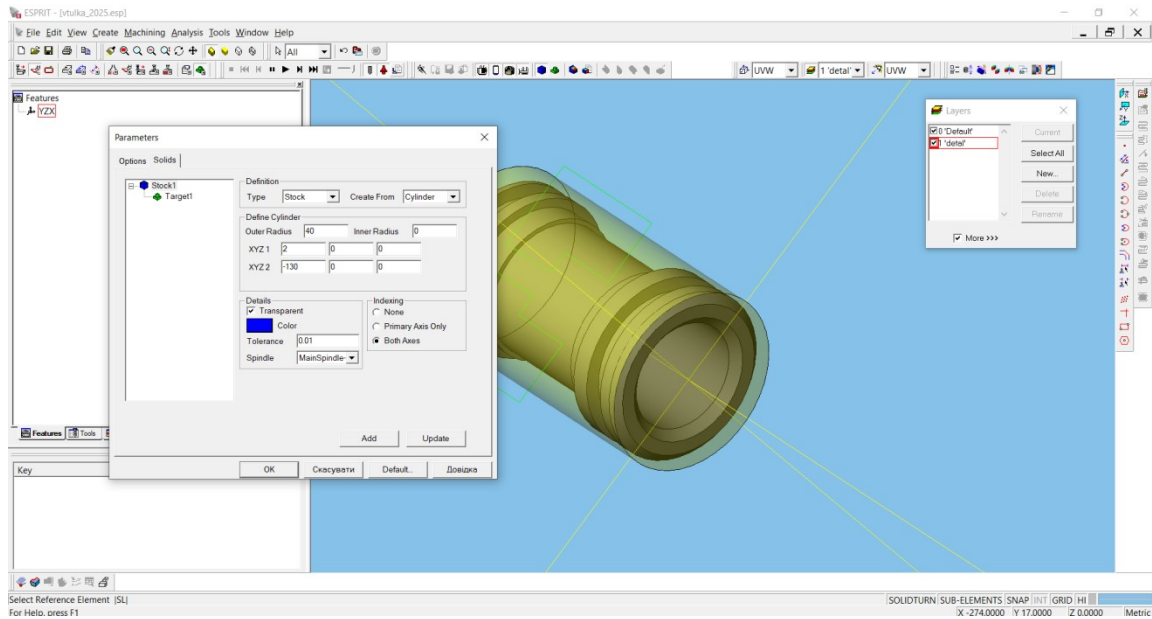 ESPRIT - [vtulka_2025.esp]
File Edit View Create Machining Analysis Tools Window Help
All
UVW 1 'detal' UVW
Features
YZX
Parameters
Options Solids
Stock1
Target1
Definition
Type Stock Create From Cylinder
Define Cylinder
Outer Radius 40 Inner Radius 0
XYZ 1 2 0 0
XYZ 2 -130 0 0
Details
Transparent
Color
Tolerance 0.01
Spindle MainSpindle-
Indexing
None
Primary Axis Only
Both Axes
Add Update
OK Скасувати Default.. Довідка
Layers
0 'Default'
1 'detal'
Current
Select All
New...
Delete
Rename
More >>>
Features Tools
Key
Select Reference Element |SL|
SOLIDTURN SUB-ELEMENTS SNAP INT GRID HI
For Help, press F1
X -274.0000 Y 17.0000 Z 0.0000 Metric